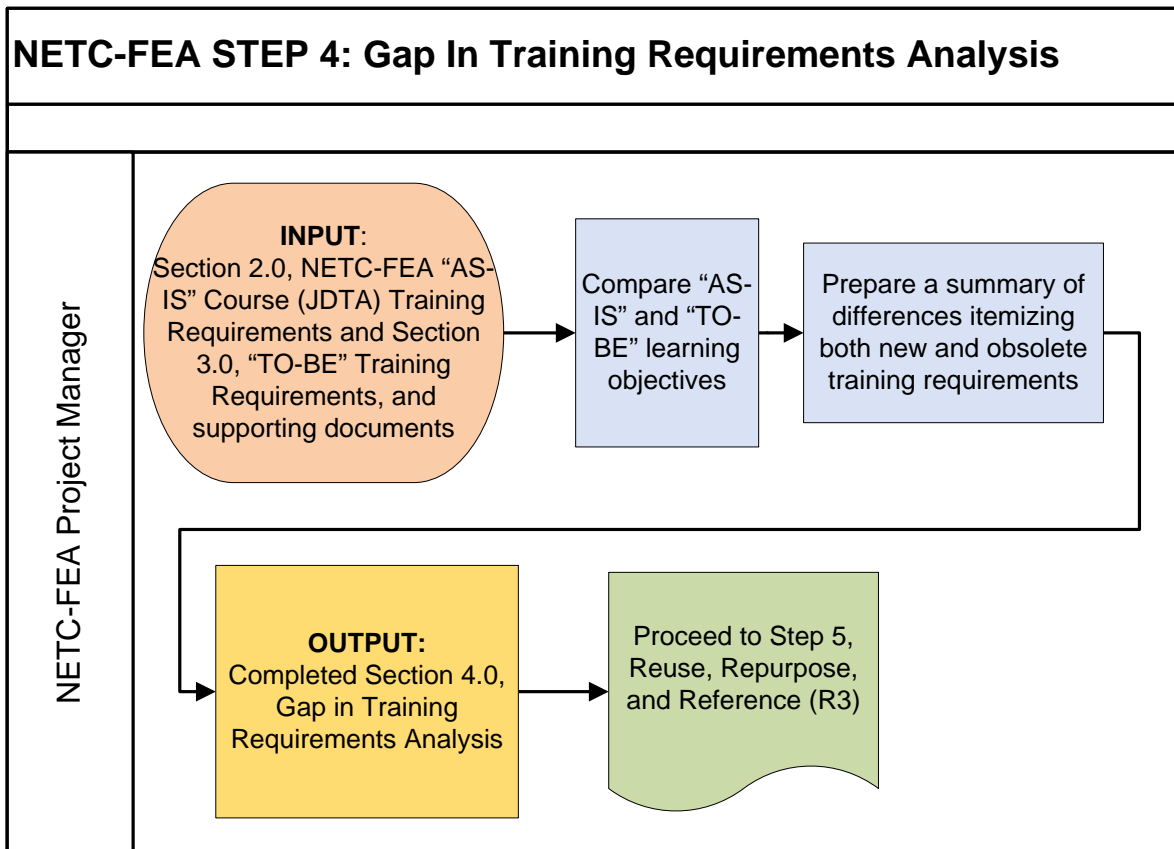 NETC-FEA STEP 4: Gap In Training Requirements Analysis
NETC-FEA Project Manager
INPUT:
Section 2.0, NETC-FEA “AS-
IS” Course (JDTA) Training
Requirements and Section
3.0, “TO-BE” Training
Requirements, and
supporting documents
Compare “AS-
IS” and “TO-
BE” learning
objectives
Prepare a summary of
differences itemizing
both new and obsolete
training requirements
OUTPUT:
Completed Section 4.0,
Gap in Training
Requirements Analysis
Proceed to Step 5,
Reuse, Repurpose,
and Reference (R3)